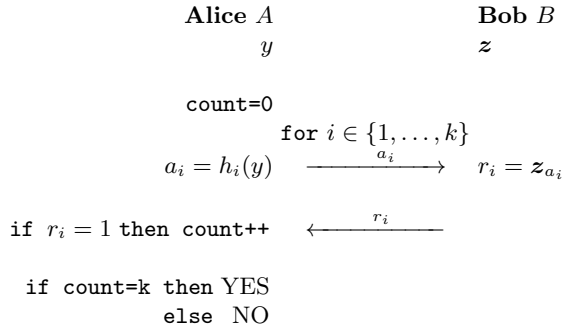 Alice A Bob B
y z
count=0
for i ∈ {1, . . . , k}
a_i = h_i(y) a_i r_i = z_{a_i}
if r_i = 1 then count++ r_i
if count=k then YES
else NO